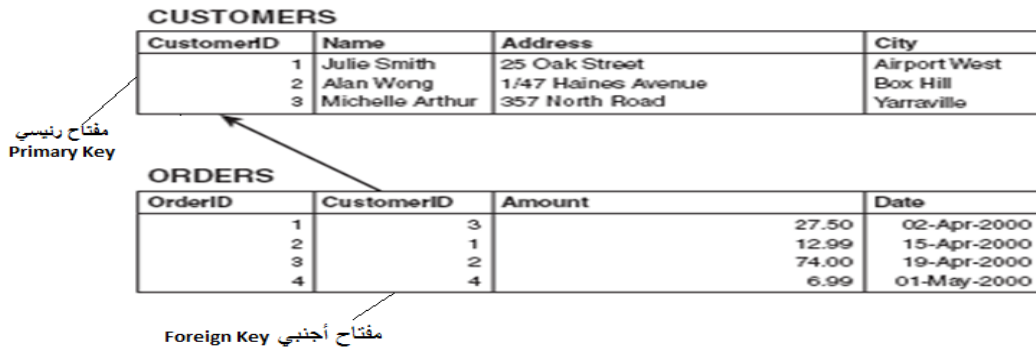 CUSTOMERS
CustomerID Name Address City
1 Julie Smith 25 Oak Street Airport West
2 Alan Wong 1/47 Haines Avenue Box Hill
3 Michelle Arthur 357 North Road Yarraville
مفتاح رئيسي
Primary Key
ORDERS
OrderID CustomerID Amount Date
1 3 27.50 02-Apr-2000
2 1 12.99 15-Apr-2000
3 2 74.00 19-Apr-2000
4 4 6.99 01-May-2000
مفتاح أجنبي Foreign Key